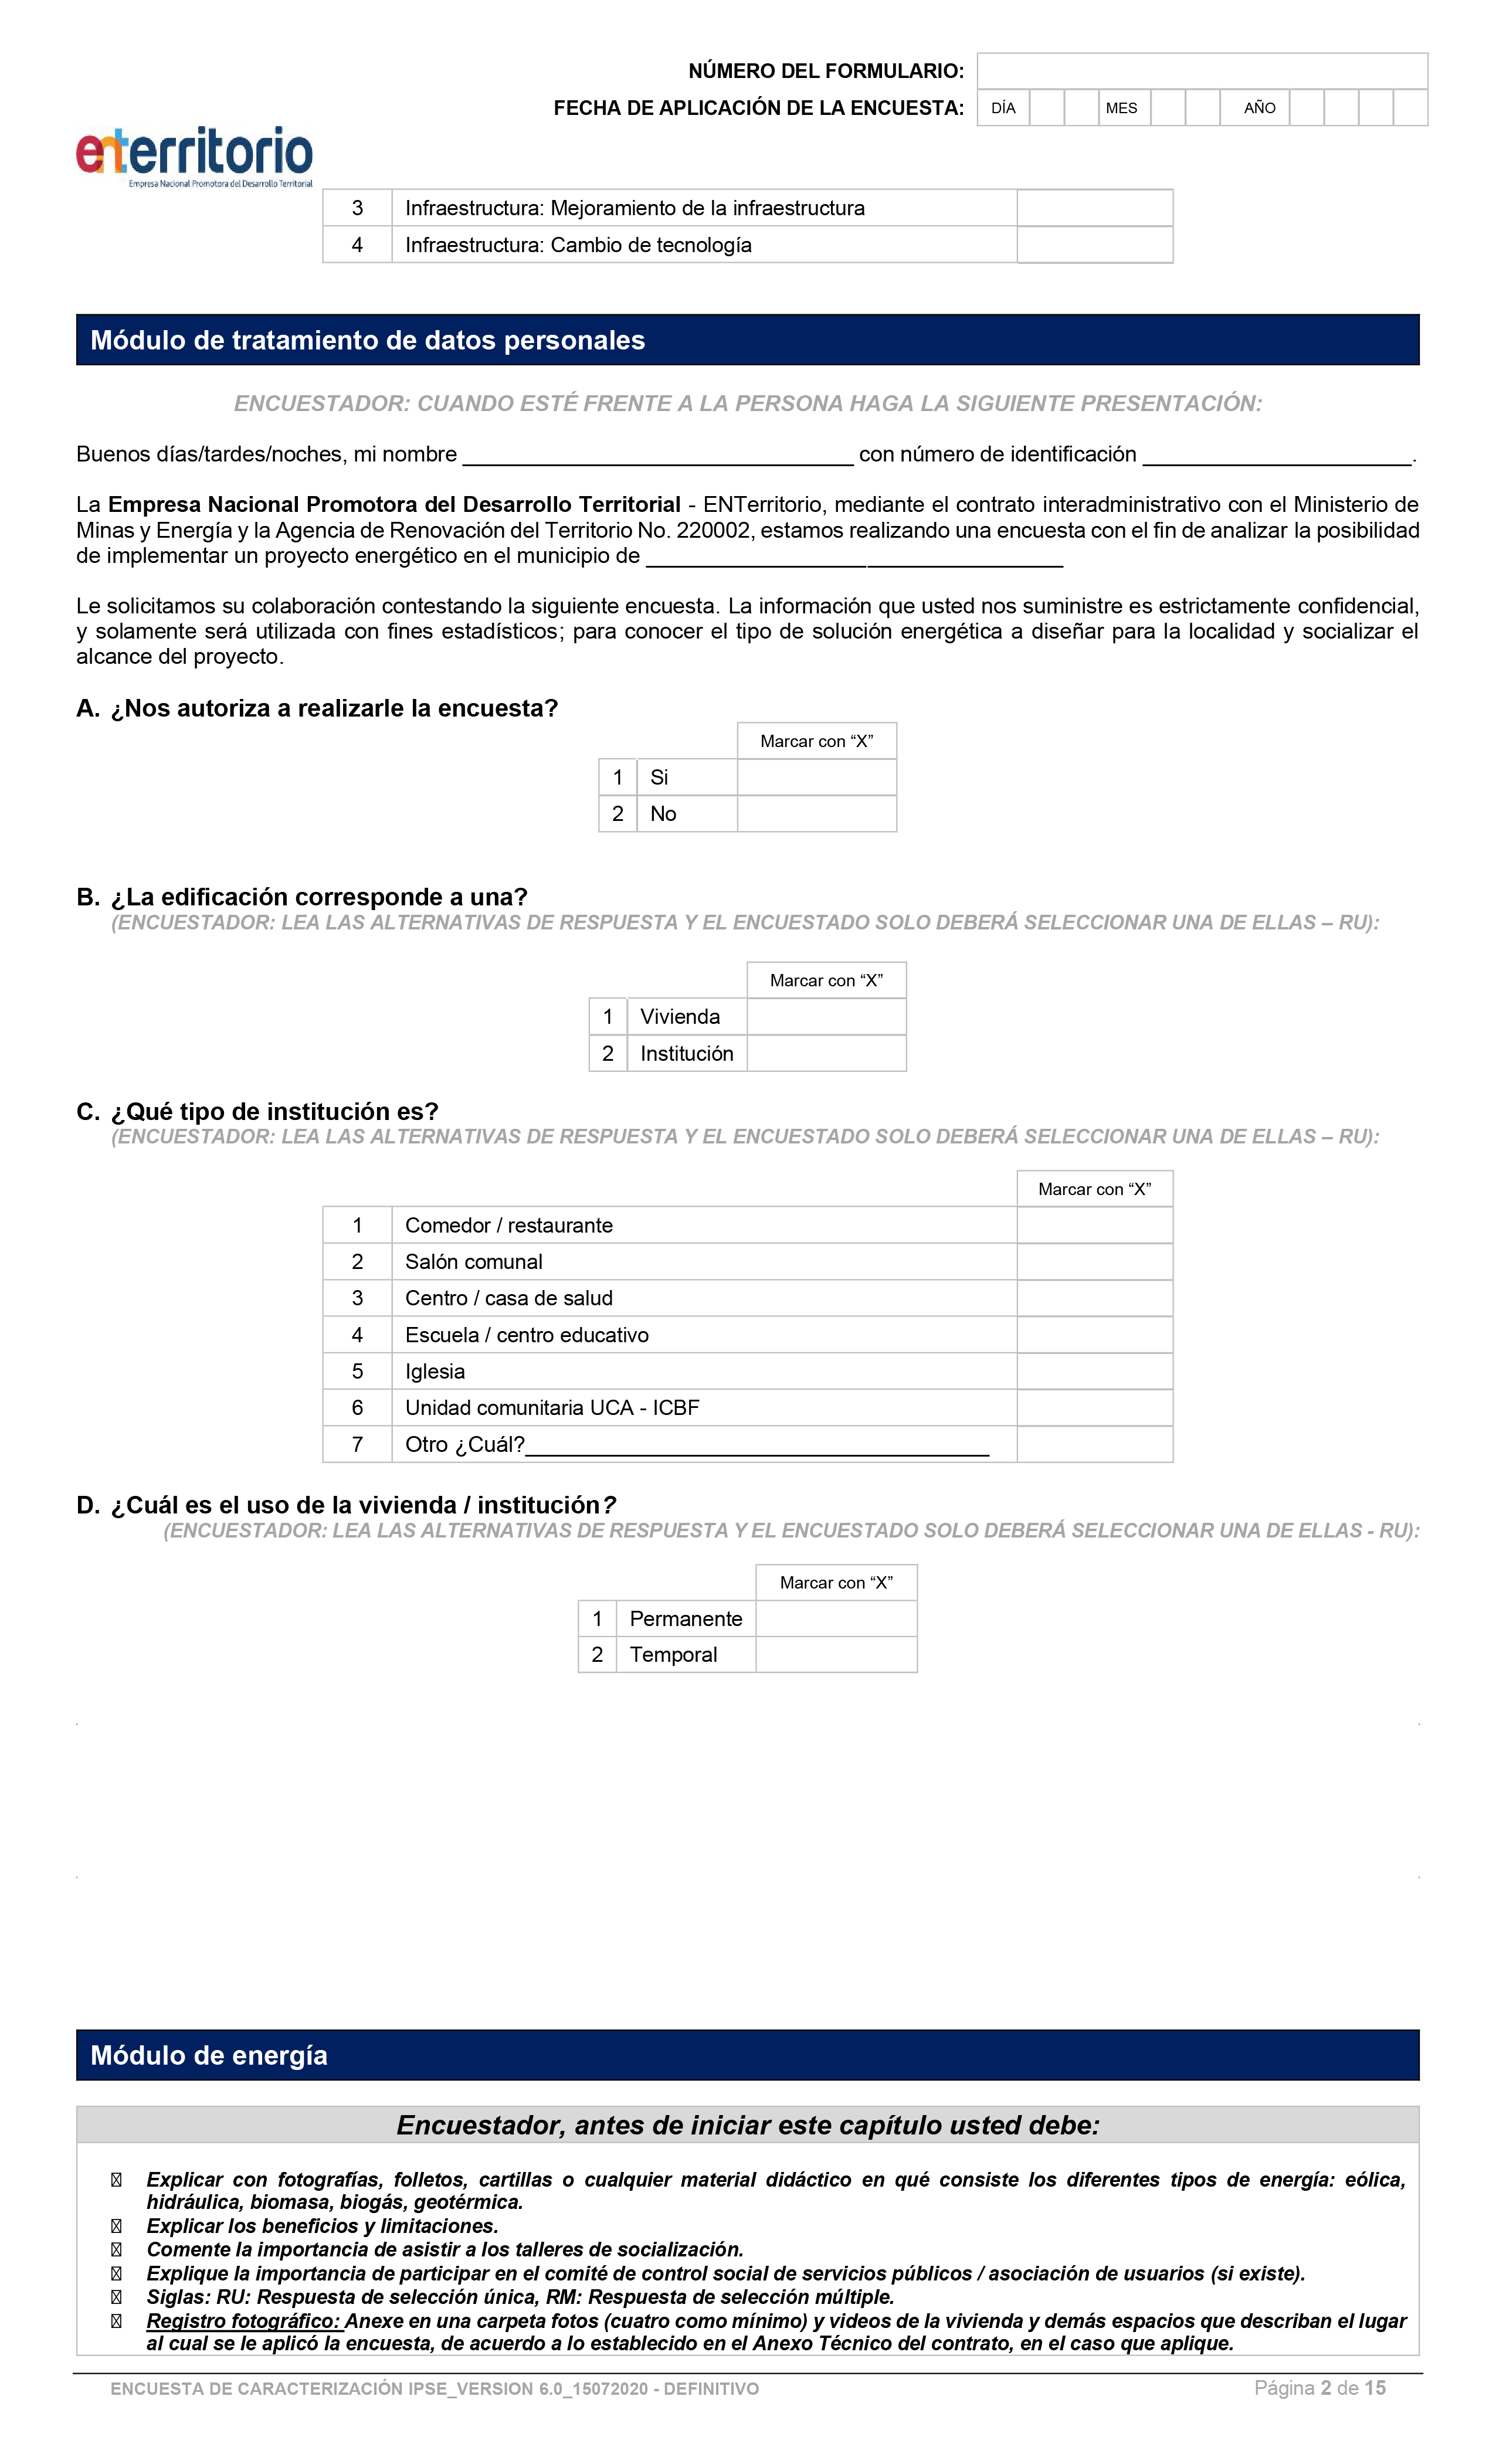 NÚMERO DEL FORMULARIO:
FECHA DE APLICACIÓN DE LA ENCUESTA: DÍA MES AÑO
enterritorio
Empresa Nacional Promotora del Desarrollo Territorial
3 Infraestructura: Mejoramiento de la infraestructura
4 Infraestructura: Cambio de tecnología
Módulo de tratamiento de datos personales
ENCUESTADOR: CUANDO ESTÉ FRENTE A LA PERSONA HAGA LA SIGUIENTE PRESENTACIÓN:
Buenos días/tardes/noches, mi nombre ________________________________ con número de identificación ______________________.
La Empresa Nacional Promotora del Desarrollo Territorial - ENTerritorio, mediante el contrato interadministrativo con el Ministerio de
Minas y Energía y la Agencia de Renovación del Territorio No. 220002, estamos realizando una encuesta con el fin de analizar la posibilidad
de implementar un proyecto energético en el municipio de __________________________________
Le solicitamos su colaboración contestando la siguiente encuesta. La información que usted nos suministre es estrictamente confidencial,
y solamente será utilizada con fines estadísticos; para conocer el tipo de solución energética a diseñar para la localidad y socializar el
alcance del proyecto.
A. ¿Nos autoriza a realizarle la encuesta?
Marcar con “X”
1 Si
2 No
B. ¿La edificación corresponde a una?
(ENCUESTADOR: LEA LAS ALTERNATIVAS DE RESPUESTA Y EL ENCUESTADO SOLO DEBERÁ SELECCIONAR UNA DE ELLAS – RU):
Marcar con “X”
1 Vivienda
2 Institución
C. ¿Qué tipo de institución es?
(ENCUESTADOR: LEA LAS ALTERNATIVAS DE RESPUESTA Y EL ENCUESTADO SOLO DEBERÁ SELECCIONAR UNA DE ELLAS – RU):
Marcar con “X”
1 Comedor / restaurante
2 Salón comunal
3 Centro / casa de salud
4 Escuela / centro educativo
5 Iglesia
6 Unidad comunitaria UCA - ICBF
7 Otro ¿Cuál?______________________________________
D. ¿Cuál es el uso de la vivienda / institución?
(ENCUESTADOR: LEA LAS ALTERNATIVAS DE RESPUESTA Y EL ENCUESTADO SOLO DEBERÁ SELECCIONAR UNA DE ELLAS - RU):
Marcar con “X”
1 Permanente
2 Temporal
Módulo de energía
Encuestador, antes de iniciar este capítulo usted debe:
Explicar con fotografías, folletos, cartillas o cualquier material didáctico en qué consiste los diferentes tipos de energía: eólica,
hidráulica, biomasa, biogás, geotérmica.
Explicar los beneficios y limitaciones.
Comente la importancia de asistir a los talleres de socialización.
Explique la importancia de participar en el comité de control social de servicios públicos / asociación de usuarios (si existe).
Siglas: RU: Respuesta de selección única, RM: Respuesta de selección múltiple.
Registro fotográfico: Anexe en una carpeta fotos (cuatro como mínimo) y videos de la vivienda y demás espacios que describan el lugar
al cual se le aplicó la encuesta, de acuerdo a lo establecido en el Anexo Técnico del contrato, en el caso que aplique.
ENCUESTA DE CARACTERIZACIÓN IPSE_VERSION 6.0_15072020 - DEFINITIVO Página 2 de 15